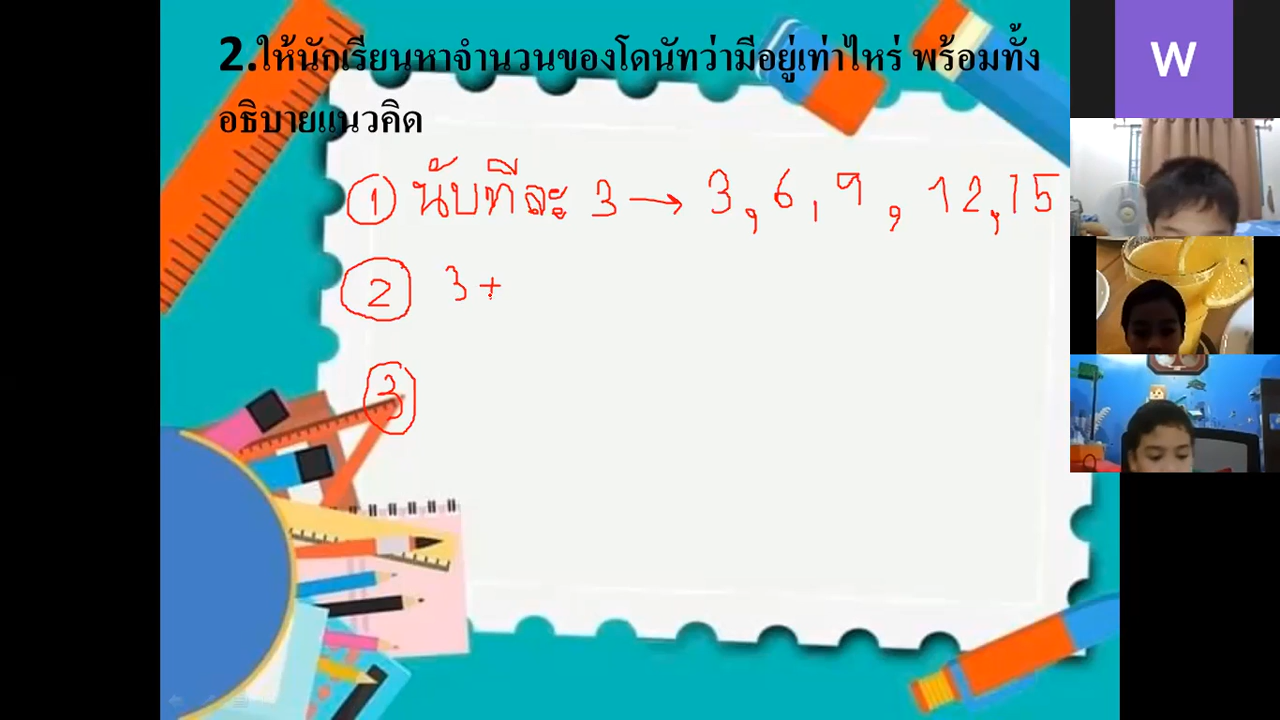 2.ให้นักเรียนหาจำนวนของโดนัทว่ามีอยู่เท่าไหร่ พร้อมทั้ง
อธิบายแนวคิด
① นับทีละ 3 → 3, 6, 9, 12, 15
② 3 +
③
W